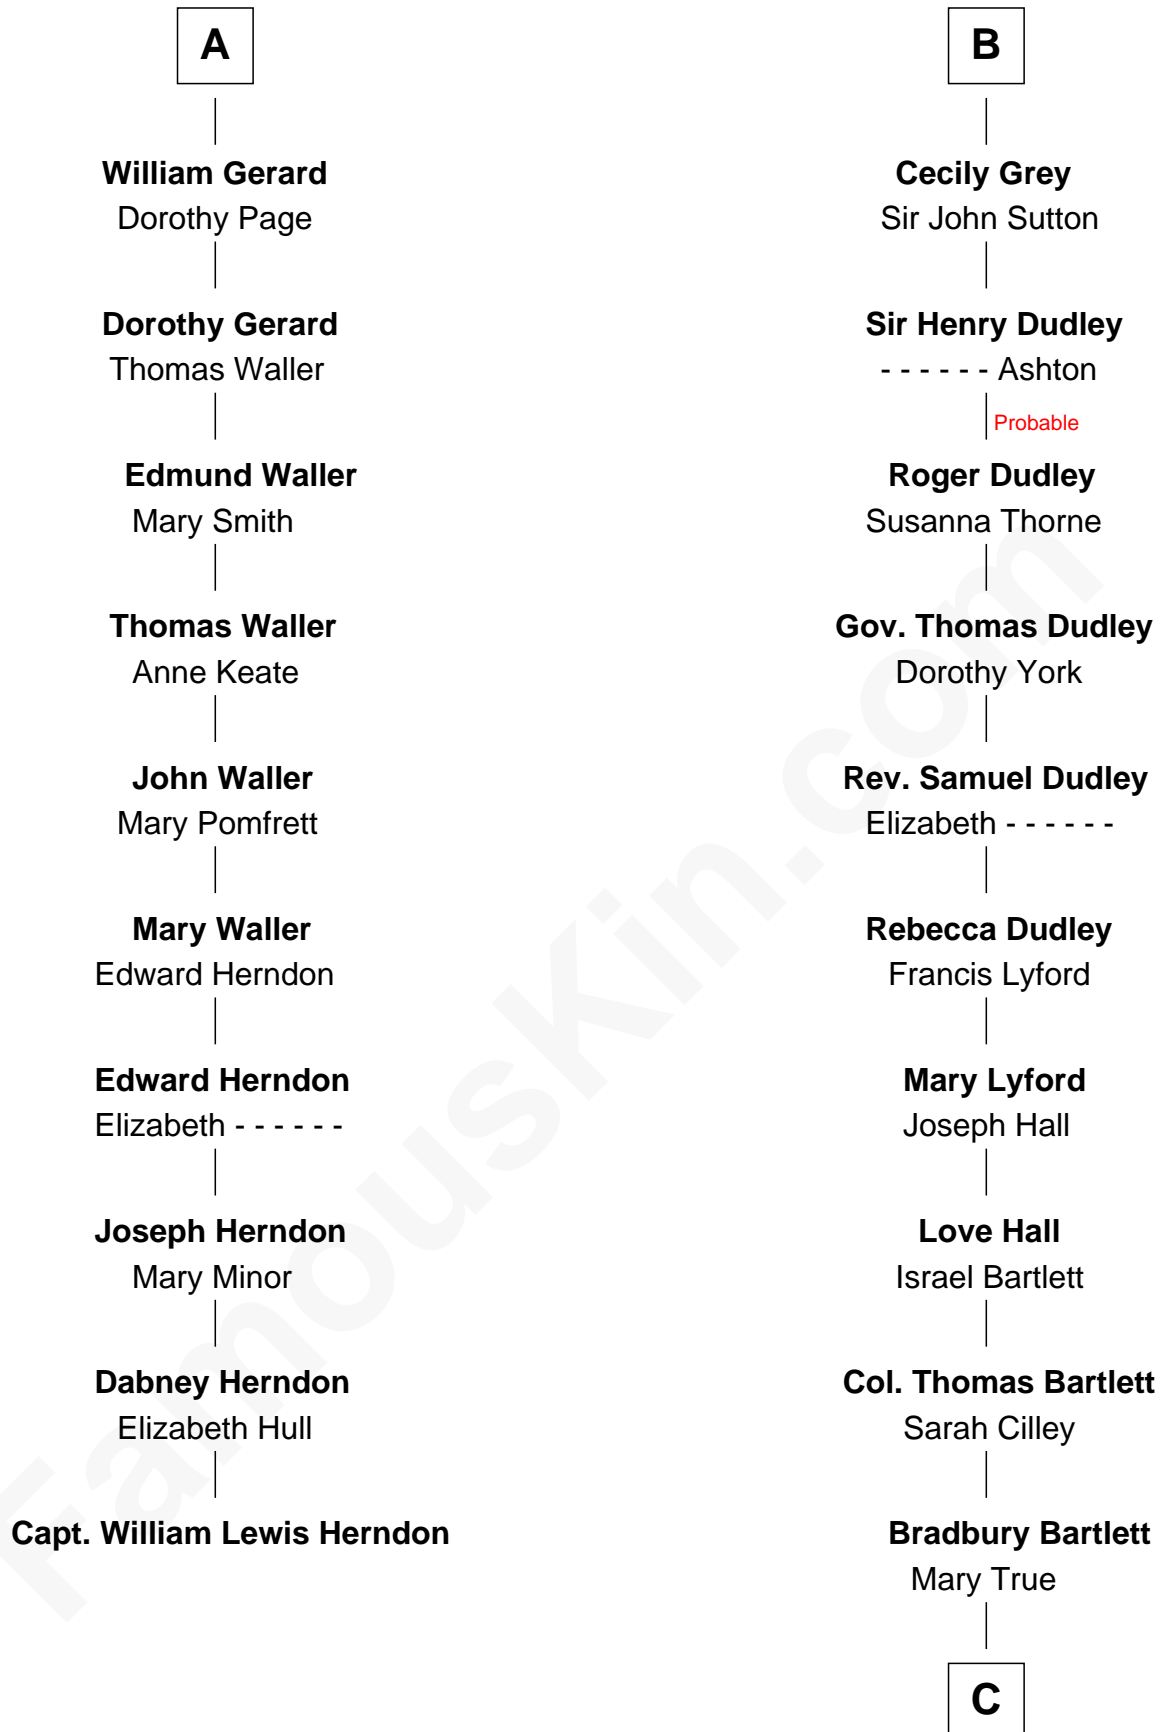 A
William Gerard
Dorothy Page
Dorothy Gerard
Thomas Waller
Edmund Waller
Mary Smith
Thomas Waller
Anne Keate
John Waller
Mary Pomfrett
Mary Waller
Edward Herndon
Edward Herndon
Elizabeth - - - - - -
Joseph Herndon
Mary Minor
Dabney Herndon
Elizabeth Hull
Capt. William Lewis Herndon
B
Cecily Grey
Sir John Sutton
Sir Henry Dudley
- - - - - - Ashton
Probable
Roger Dudley
Susanna Thorne
Gov. Thomas Dudley
Dorothy York
Rev. Samuel Dudley
Elizabeth - - - - - -
Rebecca Dudley
Francis Lyford
Mary Lyford
Joseph Hall
Love Hall
Israel Bartlett
Col. Thomas Bartlett
Sarah Cilley
Bradbury Bartlett
Mary True
C
FamousKin.com